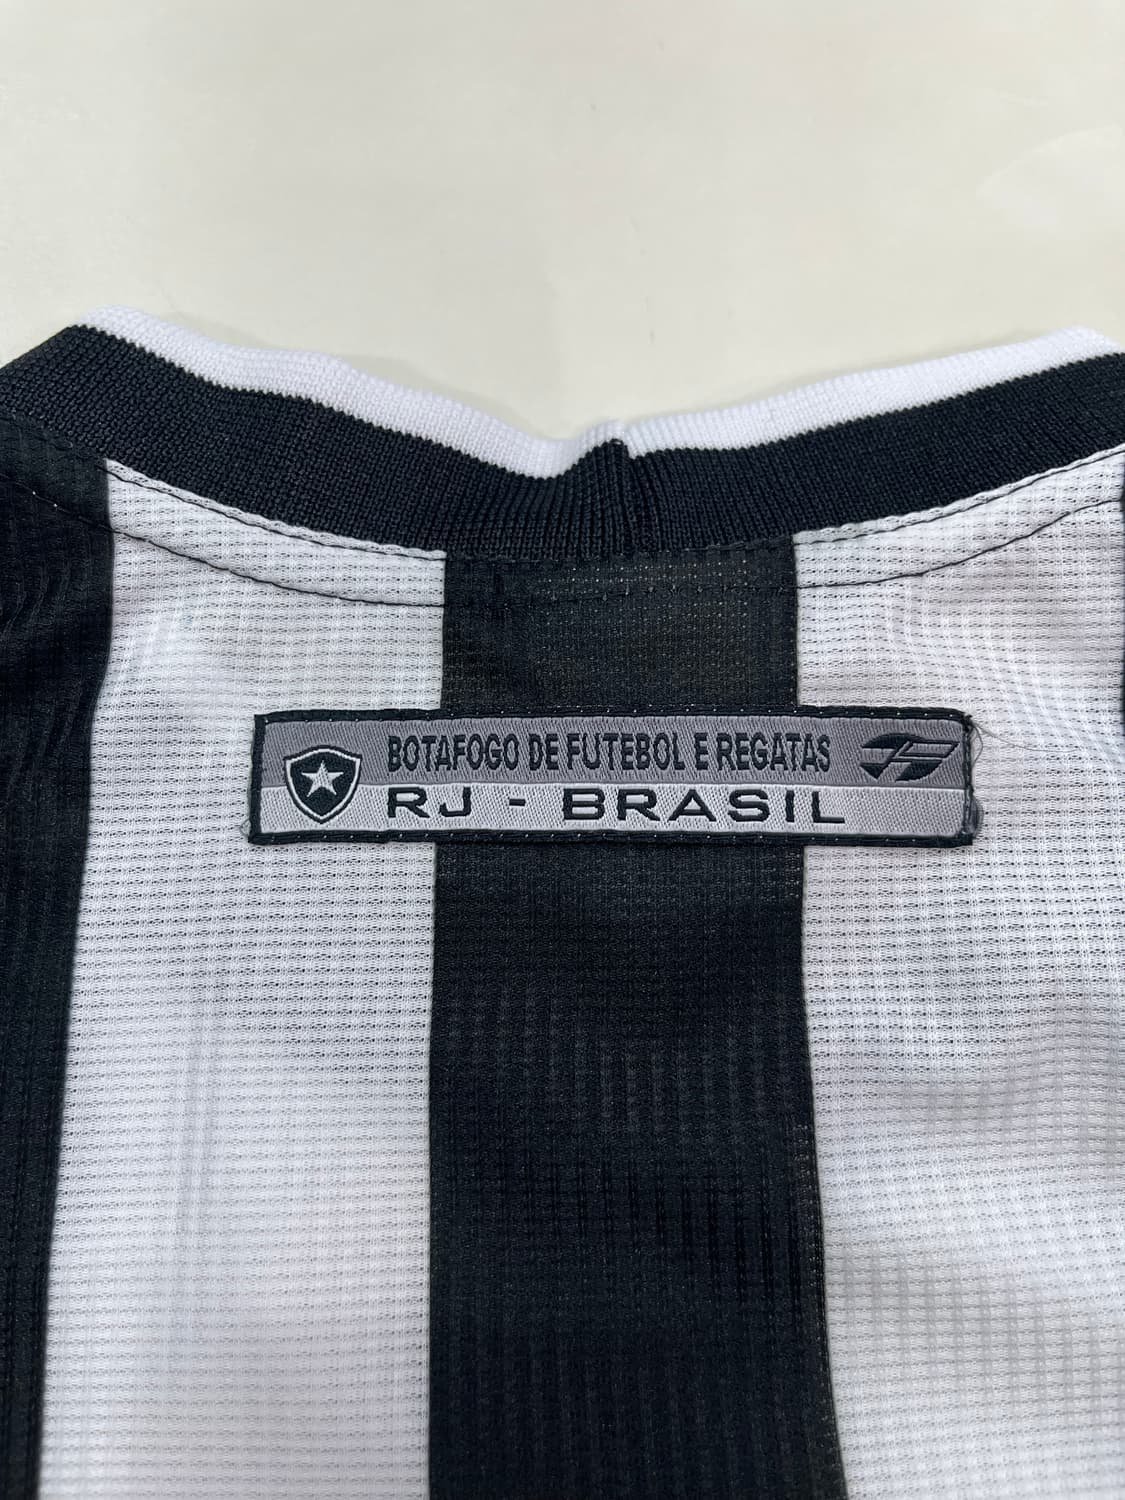 BOTAFOGO DE FUTEBOL E REGATAS
RJ - BRASIL